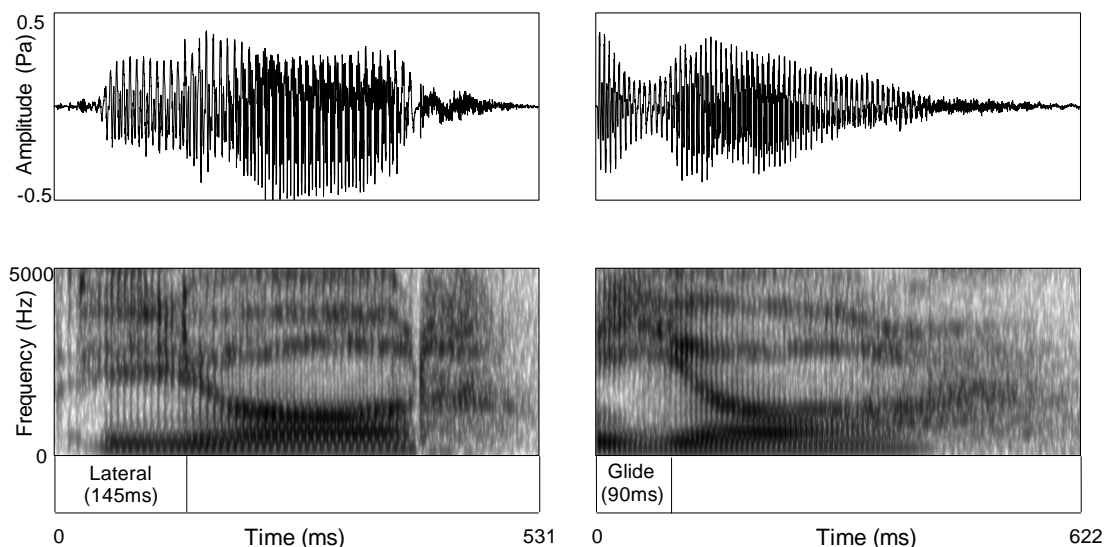 0.5
Amplitude (Pa)
-0.5
5000
Frequency (Hz)
0
Lateral
(145ms)
Glide
(90ms)
0
Time (ms)
531
0
Time (ms)
622